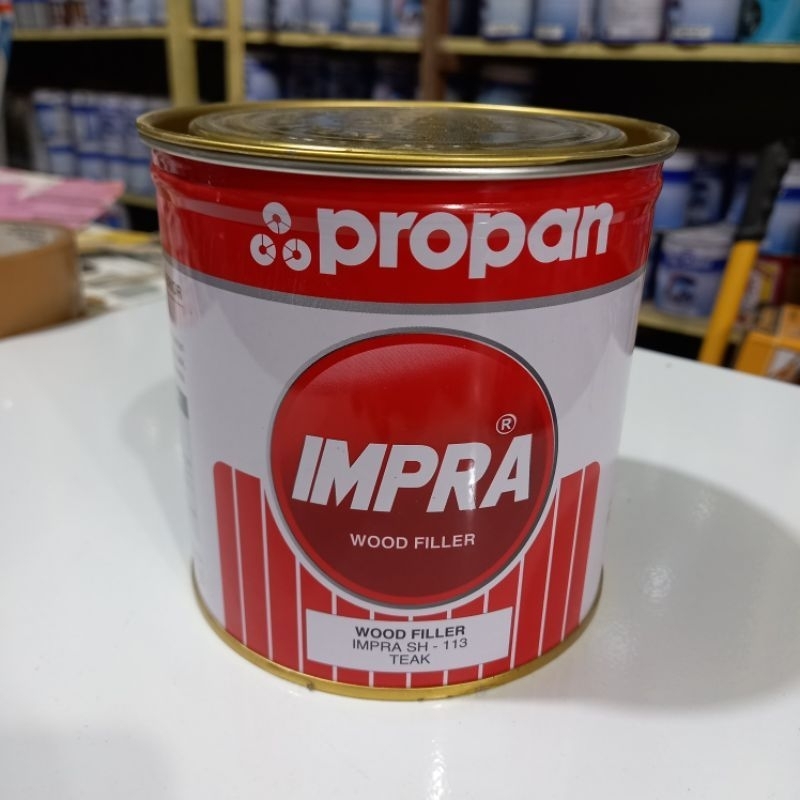 propan
IMPRA®
WOOD FILLER
WOOD FILLER
IMPRA SH - 113
TEAK